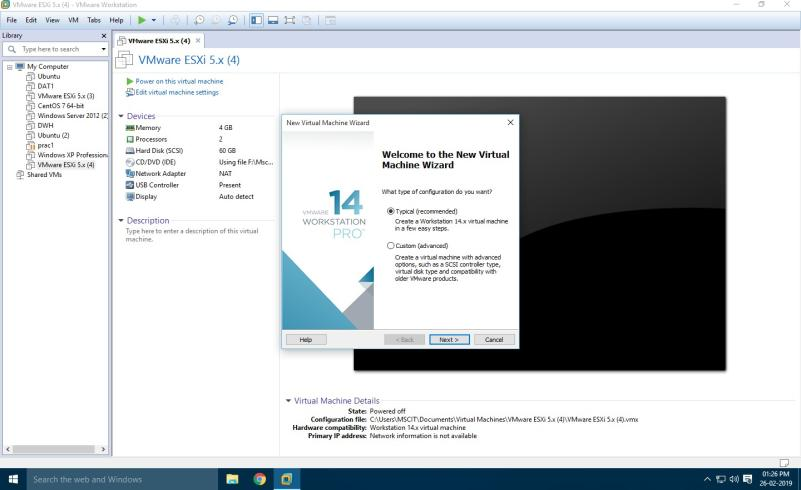 VMware ESXi 5.x (4) - VMware Workstation
File Edit View VM Tabs Help
Library
Type here to search
My Computer
Ubuntu
DAT1
VMware ESXi 5.x (3)
CentOS 7 64-bit
Windows Server 2012 (2)
DWH
Ubuntu (2)
prac1
Windows XP Profession
VMware ESXi 5.x (4)
Shared VMs
VMware ESXi 5.x (4)
VMware ESXi 5.x (4)
Power on this virtual machine
Edit virtual machine settings
Devices
Memory 4 GB
Processors 2
Hard Disk (SCSI) 60 GB
CD/DVD (IDE) Using file F:\Msc...
Network Adapter NAT
USB Controller Present
Display Auto detect
Description
Type here to enter a description of this virtual
machine.
New Virtual Machine Wizard
VMWARE 14
WORKSTATION
PRO™
Welcome to the New Virtual
Machine Wizard
What type of configuration do you want?
Typical (recommended)
Create a Workstation 14.x virtual machine
in a few easy steps.
Custom (advanced)
Create a virtual machine with advanced
options, such as a SCSI controller type,
virtual disk type and compatibility with
older VMware products.
Help
< Back
Next >
Cancel
Virtual Machine Details
State: Powered off
Configuration file: C:\Users\MSCIT\Documents\Virtual Machines\VMware ESXi 5.x (4)\VMware ESXi 5.x (4).vmx
Hardware compatibility: Workstation 14.x virtual machine
Primary IP address: Network information is not available
Search the web and Windows
01:26 PM
26-02-2019